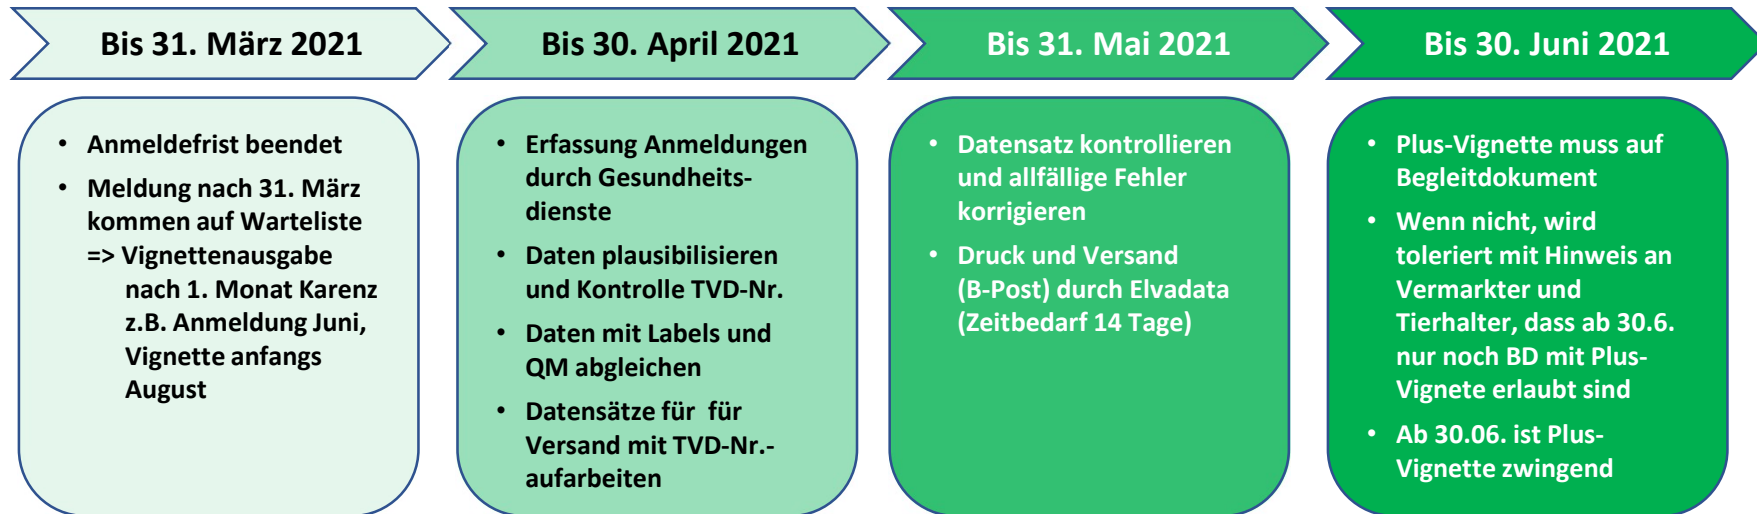 Bis 31. März 2021
Bis 30. April 2021
Bis 31. Mai 2021
Bis 30. Juni 2021
• Anmeldefrist beendet
• Meldung nach 31. März
kommen auf Warteliste
=> Vignettenausgabe
nach 1. Monat Karenz
z.B. Anmeldung Juni,
Vignette anfangs
August
• Erfassung Anmeldungen
durch Gesundheits-
dienste
• Daten plausibilisieren
und Kontrolle TVD-Nr.
• Daten mit Labels und
QM abgleichen
• Datensätze für  für
Versand mit TVD-Nr.-
aufarbeiten
• Datensatz kontrollieren
und allfällige Fehler
korrigieren
• Druck und Versand
(B-Post) durch Elvadata
(Zeitbedarf 14 Tage)
• Plus-Vignette muss auf
Begleitdokument
• Wenn nicht, wird
toleriert mit Hinweis an
Vermarkter und
Tierhalter, dass ab 30.6.
nur noch BD mit Plus-
Vignete erlaubt sind
• Ab 30.06. ist Plus-
Vignette zwingend